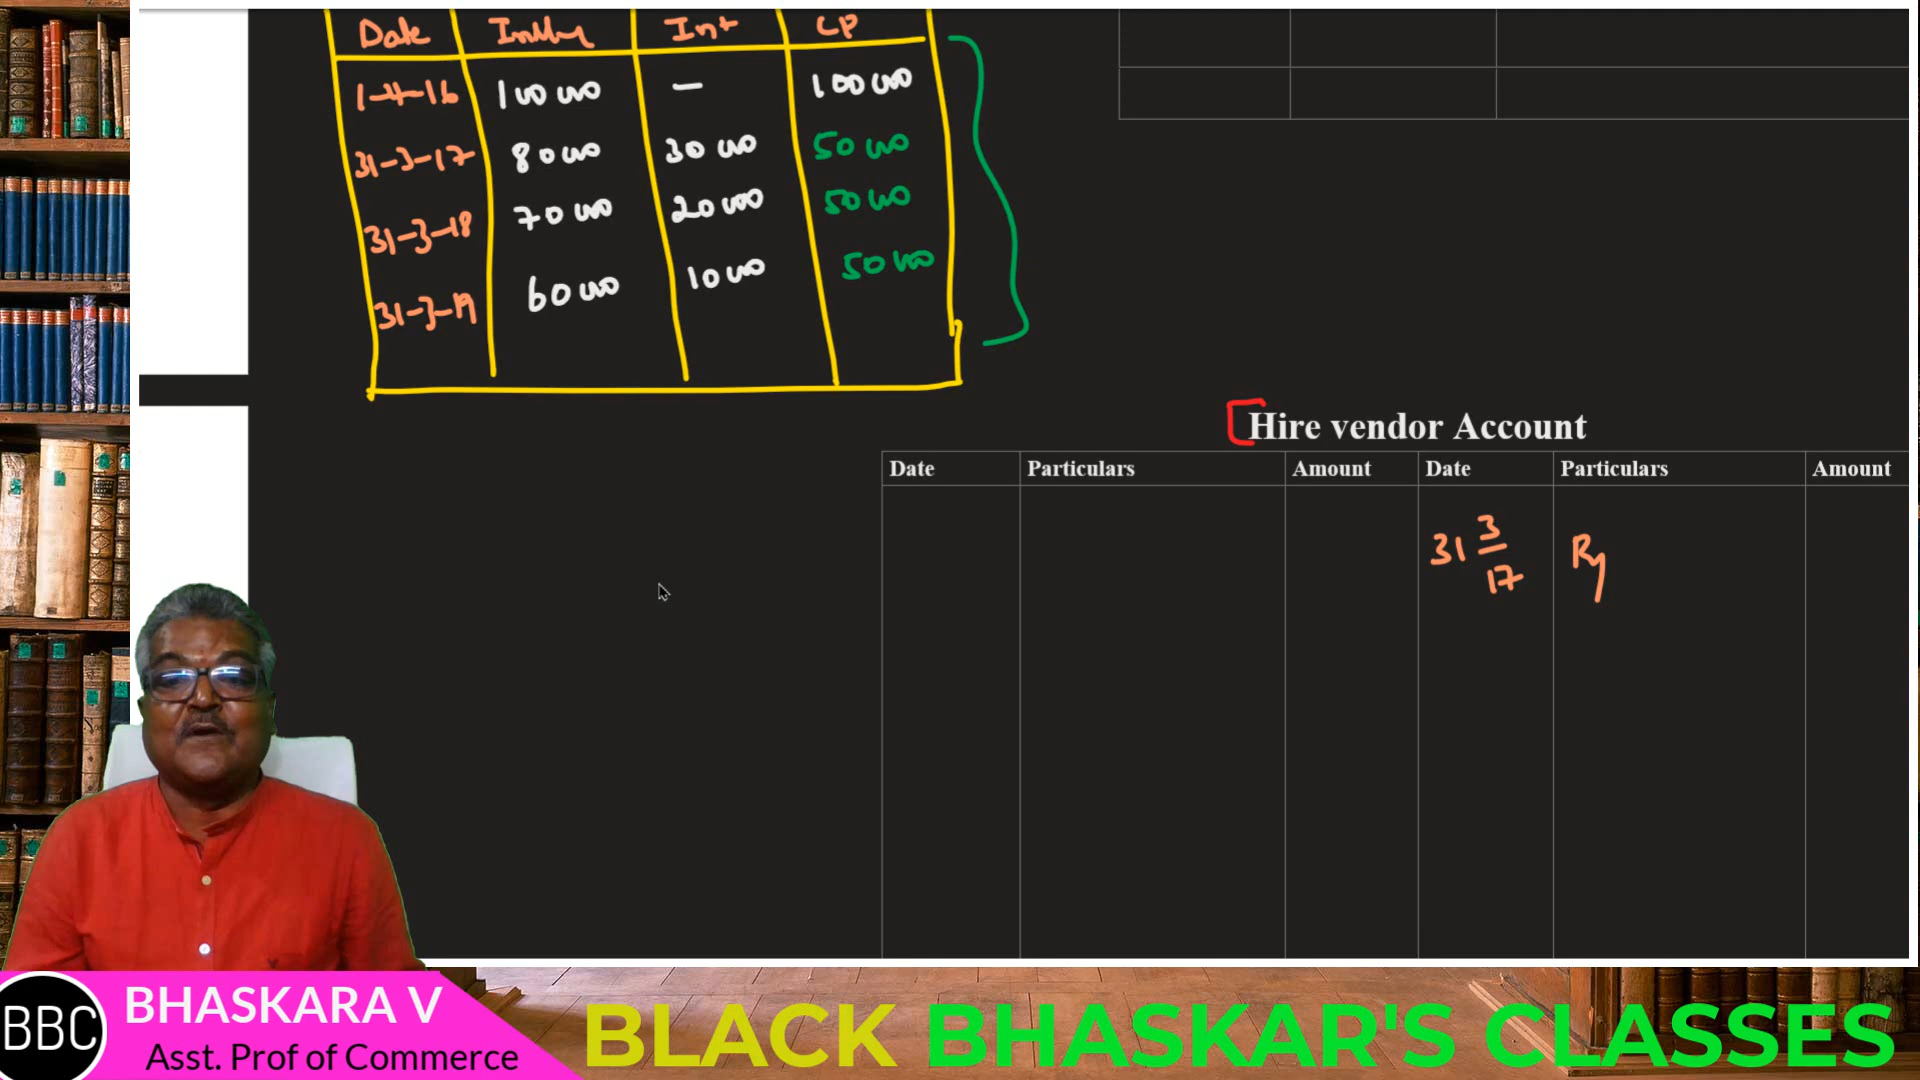 Date Intlly Int CP
1-4-16 100000 — 100000
31-3-17 80000 30000 50000
31-3-18 70000 20000 50000
31-3-19 60000 10000 50000
Hire vendor Account
Date Particulars Amount Date Particulars Amount
31 3/17 By
BBC
BHASKARA V
Asst. Prof of Commerce
BLACK BHASKAR'S CLASSES